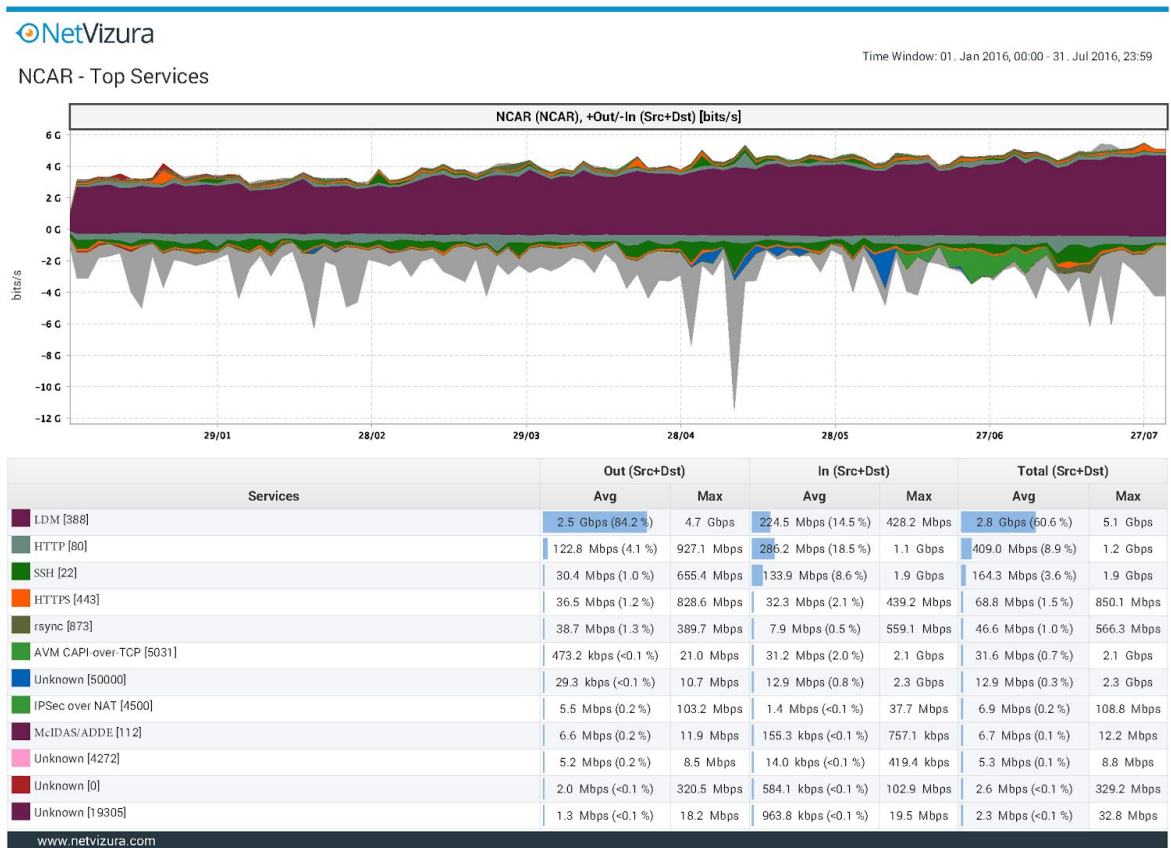 NetVizura
Time Window: 01. Jan 2016, 00:00 - 31. Jul 2016, 23:59
NCAR - Top Services
NCAR (NCAR), +Out/-In (Src+Dst) [bits/s]
6 G
4 G
2 G
0 G
-2 G
-4 G
-6 G
-8 G
-10 G
-12 G
bits/s
29/01 28/02 29/03 28/04 28/05 27/06 27/07
Out (Src+Dst) In (Src+Dst) Total (Src+Dst)
Services Avg Max Avg Max Avg Max
LDM [388] 2.5 Gbps (84.2 %) 4.7 Gbps 224.5 Mbps (14.5 %) 428.2 Mbps 2.8 Gbps (60.6 %) 5.1 Gbps
HTTP [80] 122.8 Mbps (4.1 %) 927.1 Mbps 286.2 Mbps (18.5 %) 1.1 Gbps 409.0 Mbps (8.9 %) 1.2 Gbps
SSH [22] 30.4 Mbps (1.0 %) 655.4 Mbps 133.9 Mbps (8.6 %) 1.9 Gbps 164.3 Mbps (3.6 %) 1.9 Gbps
HTTPS [443] 36.5 Mbps (1.2 %) 828.6 Mbps 32.3 Mbps (2.1 %) 439.2 Mbps 68.8 Mbps (1.5 %) 850.1 Mbps
rsync [873] 38.7 Mbps (1.3 %) 389.7 Mbps 7.9 Mbps (0.5 %) 559.1 Mbps 46.6 Mbps (1.0 %) 566.3 Mbps
AVM CAPI-over-TCP [5031] 473.2 kbps (<0.1 %) 21.0 Mbps 31.2 Mbps (2.0 %) 2.1 Gbps 31.6 Mbps (0.7 %) 2.1 Gbps
Unknown [50000] 29.3 kbps (<0.1 %) 10.7 Mbps 12.9 Mbps (0.8 %) 2.3 Gbps 12.9 Mbps (0.3 %) 2.3 Gbps
IPSec over NAT [4500] 5.5 Mbps (0.2 %) 103.2 Mbps 1.4 Mbps (<0.1 %) 37.7 Mbps 6.9 Mbps (0.2 %) 108.8 Mbps
McIDAS/ADDE [112] 6.6 Mbps (0.2 %) 11.9 Mbps 155.3 kbps (<0.1 %) 757.1 kbps 6.7 Mbps (0.1 %) 12.2 Mbps
Unknown [4272] 5.2 Mbps (0.2 %) 8.5 Mbps 14.0 kbps (<0.1 %) 419.4 kbps 5.3 Mbps (0.1 %) 8.8 Mbps
Unknown [0] 2.0 Mbps (<0.1 %) 320.5 Mbps 584.1 kbps (<0.1 %) 102.9 Mbps 2.6 Mbps (<0.1 %) 329.2 Mbps
Unknown [19305] 1.3 Mbps (<0.1 %) 18.2 Mbps 963.8 kbps (<0.1 %) 19.5 Mbps 2.3 Mbps (<0.1 %) 32.8 Mbps
www.netvizura.com